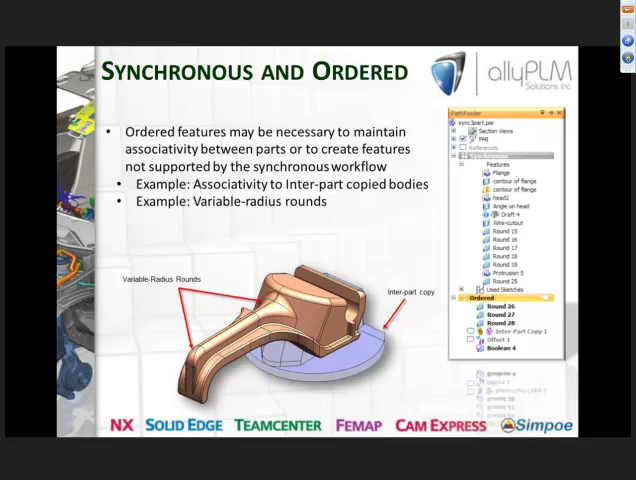 SYNCHRONOUS AND ORDERED
allyPLM
Solutions Inc.
• Ordered features may be necessary to maintain
associativity between parts or to create features
not supported by the synchronous workflow
• Example: Associativity to Inter-part copied bodies
• Example: Variable-radius rounds
PathFinder
sync3part.par
Section Views
PMI
References
Synchronous
Features
Flange
contour of flange
contour of flange
head2
Angle on head
Draft 4
Wire-cutout
Round 15
Round 16
Round 17
Round 18
Round 19
Protrusion 5
Round 25
Used Sketches
Ordered
Round 26
Round 27
Round 28
Inter-Part Copy 1
Offset 1
Boolean 4
Variable-Radius Rounds
Inter-part copy
NX SOLID EDGE TEAMCENTER FEMAP CAM EXPRESS Simpoe